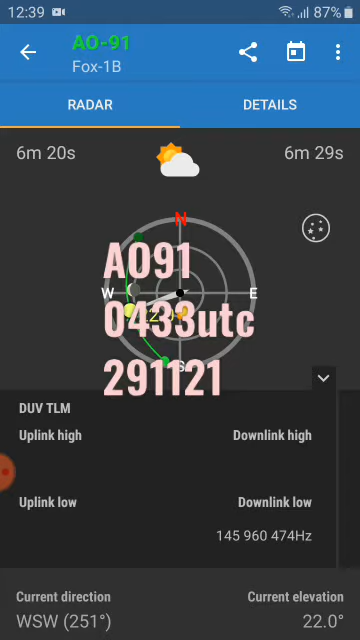 12:39 87%
AO-91
Fox-1B
RADAR DETAILS
6m 20s 6m 29s
N
AO91
W E
0433utc
S
291121
DUV TLM
Uplink high Downlink high
Uplink low Downlink low
145 960 474Hz
Current direction Current elevation
WSW (251°) 22.0°